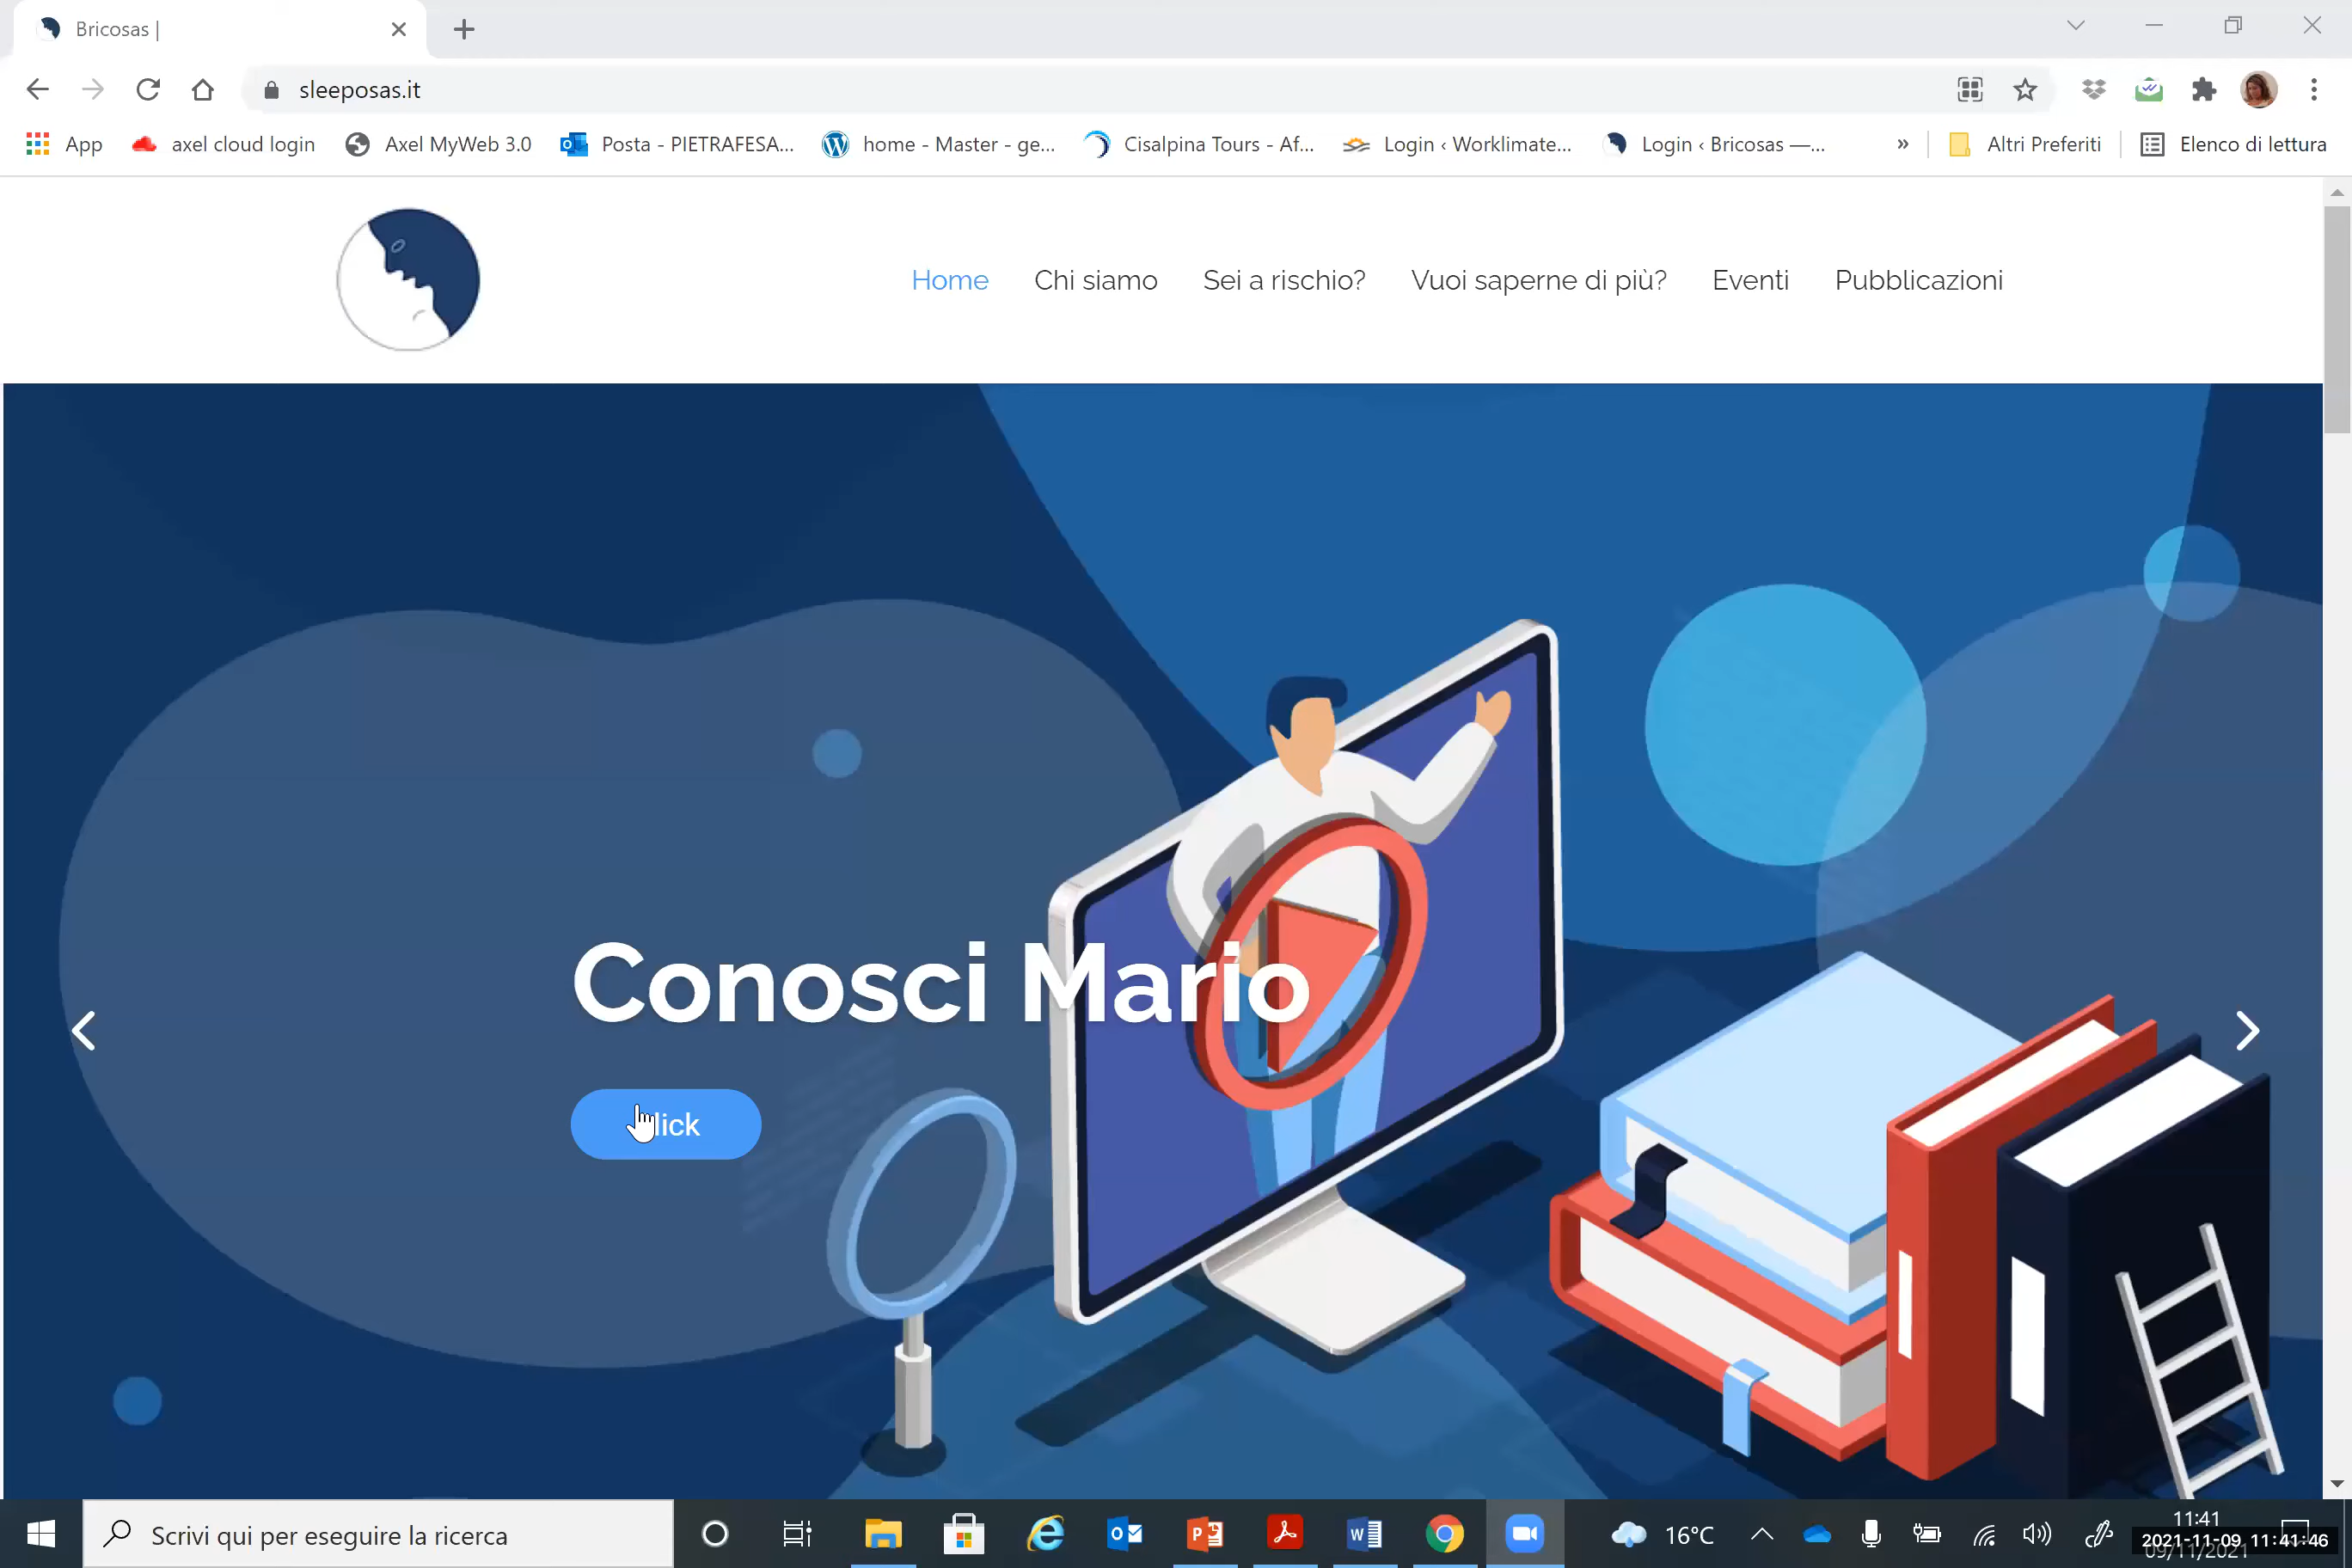 Bricosas |
sleeposas.it
App axel cloud login Axel MyWeb 3.0 Posta - PIETRAFESA... home - Master - ge... Cisalpina Tours - Af... Login ‹ Worklimate... Login ‹ Bricosas —... » Altri Preferiti Elenco di lettura
Home Chi siamo Sei a rischio? Vuoi saperne di più? Eventi Pubblicazioni
Conosci Mario
lick
Scrivi qui per eseguire la ricerca
16°C
11:41
2021-11-09 11:41:46
09/11/2021